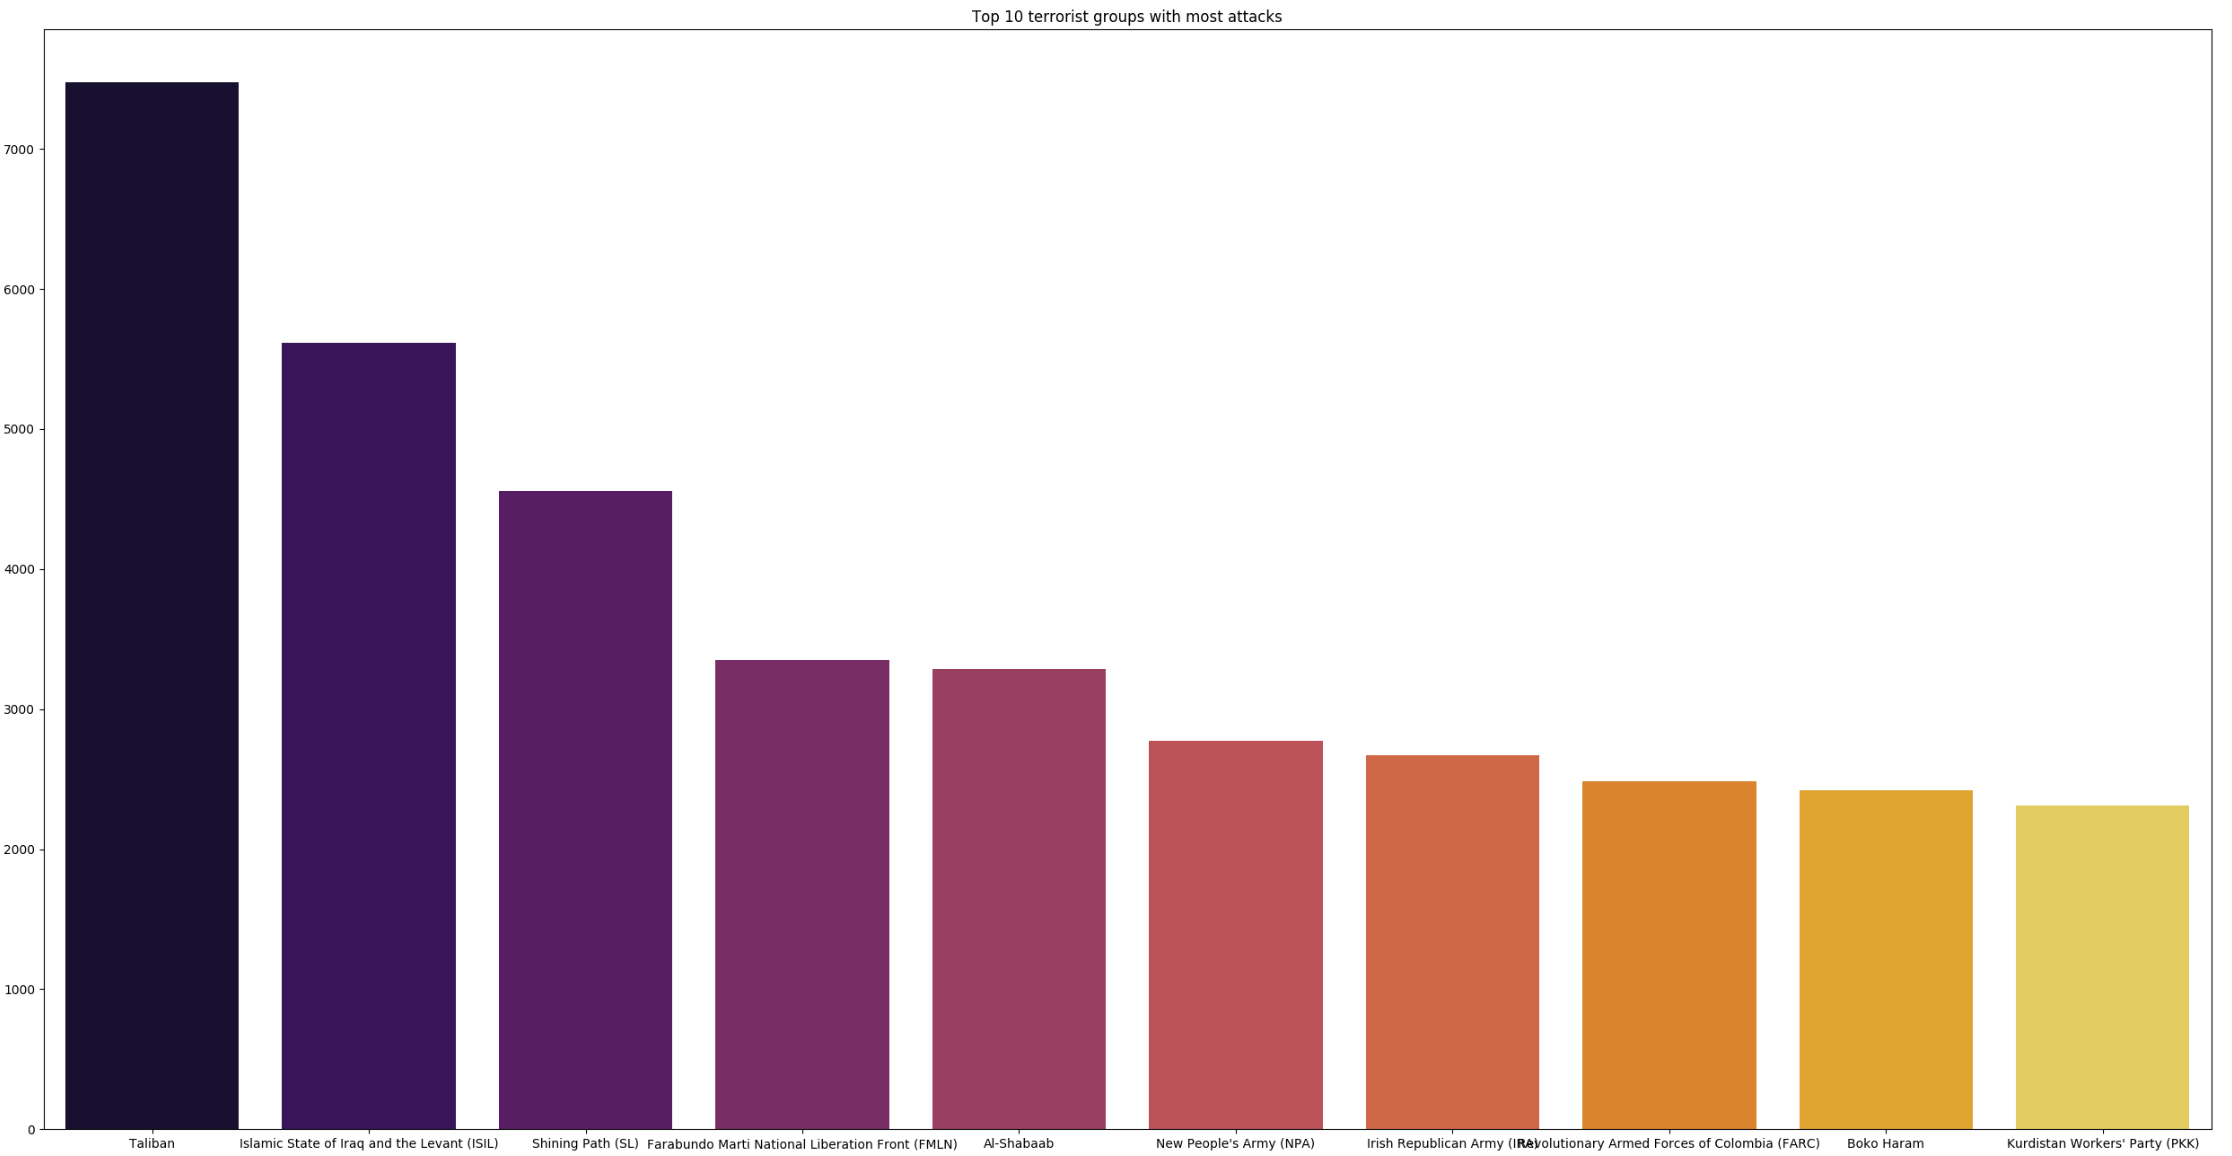 Top 10 terrorist groups with most attacks
7000
6000
5000
4000
3000
2000
1000
0
Taliban
Islamic State of Iraq and the Levant (ISIL)
Shining Path (SL)
Farabundo Marti National Liberation Front (FMLN)
Al-Shabaab
New People's Army (NPA)
Irish Republican Army (IRA)
Revolutionary Armed Forces of Colombia (FARC)
Boko Haram
Kurdistan Workers' Party (PKK)